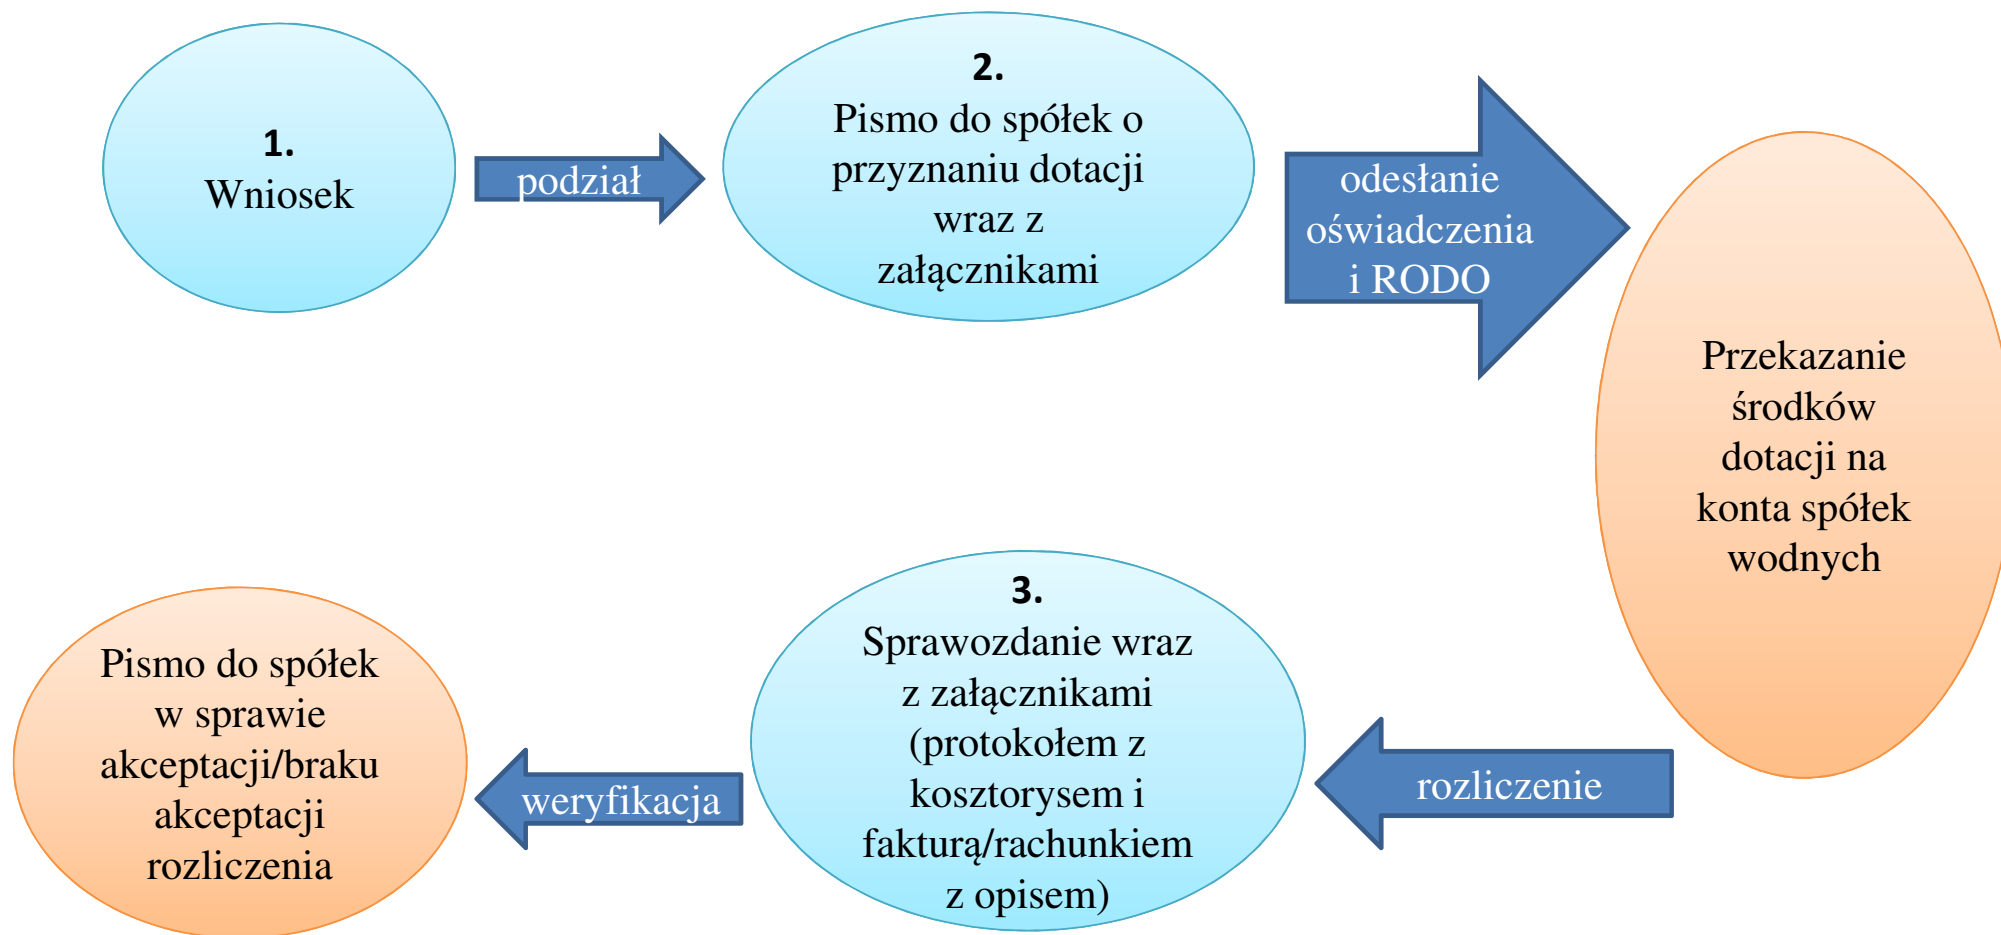 1.
Wniosek
podział
2.
Pismo do spółek o
przyznaniu dotacji
wraz z
załącznikami
odesłanie
oświadczenia
i RODO
Przekazanie
środków
dotacji na
konta spółek
wodnych
rozliczenie
3.
Sprawozdanie wraz
z załącznikami
(protokołem z
kosztorysem i
fakturą/rachunkiem
z opisem)
weryfikacja
Pismo do spółek
w sprawie
akceptacji/braku
akceptacji
rozliczenia